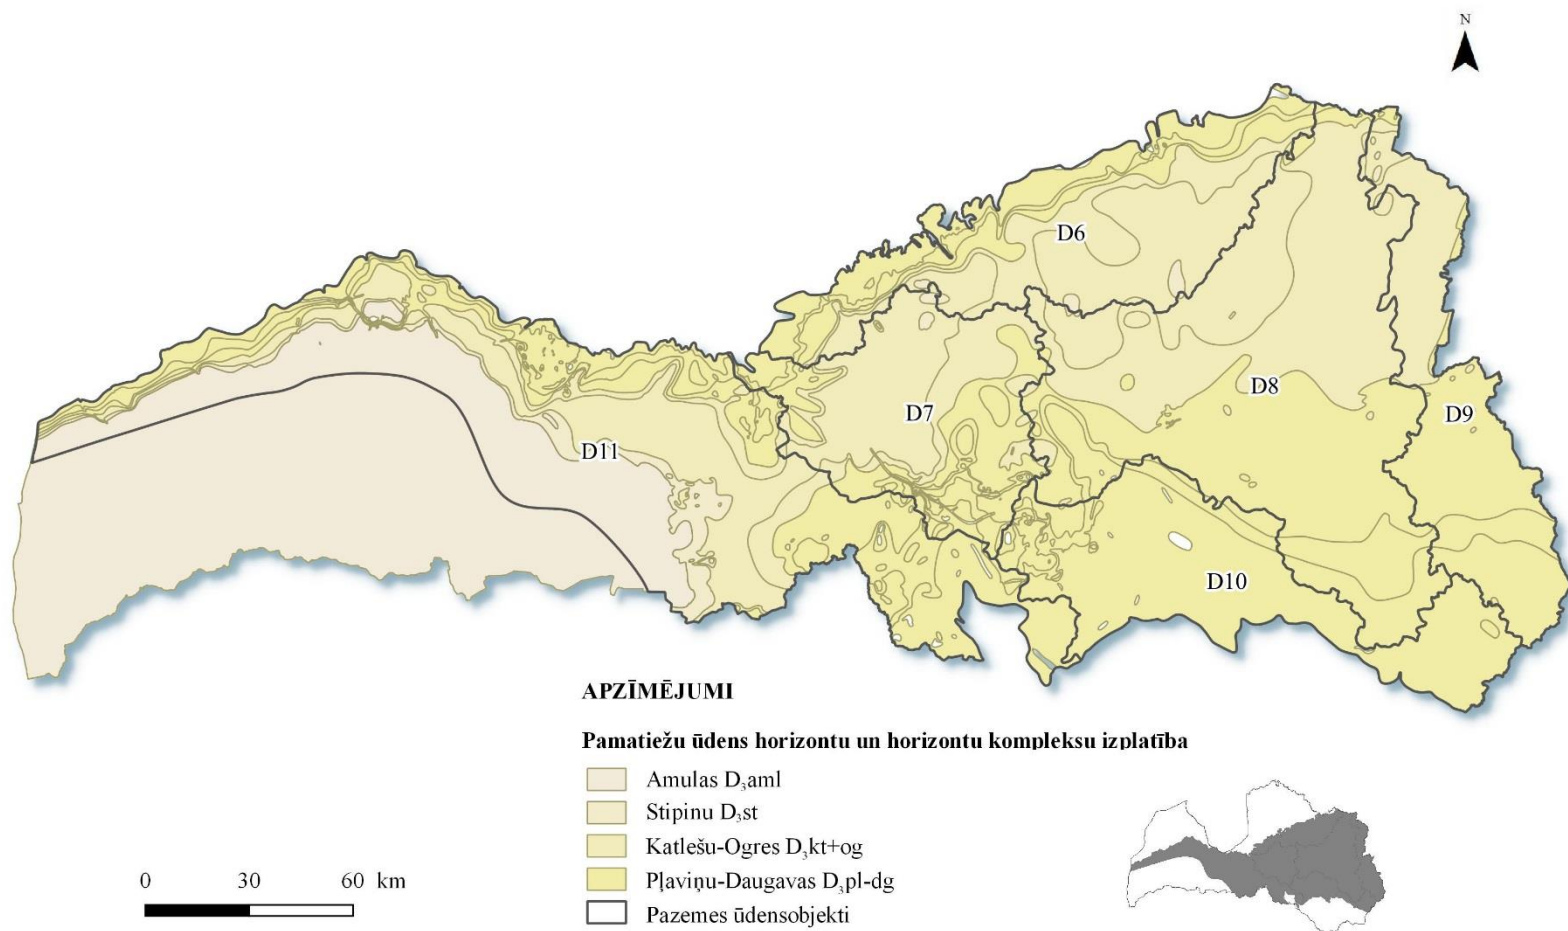 N
D6
D8
D7
D9
D11
D10
APZĪMĒJUMI
Pamatiežu ūdens horizontu un horizontu kompleksu izplatība
Amulas D₃aml
Stipinu D₃st
Katlešu-Ogres D₃kt+og
Pļaviņu-Daugavas D₃pl-dg
Pazemes ūdensobjekti
0 30 60 km